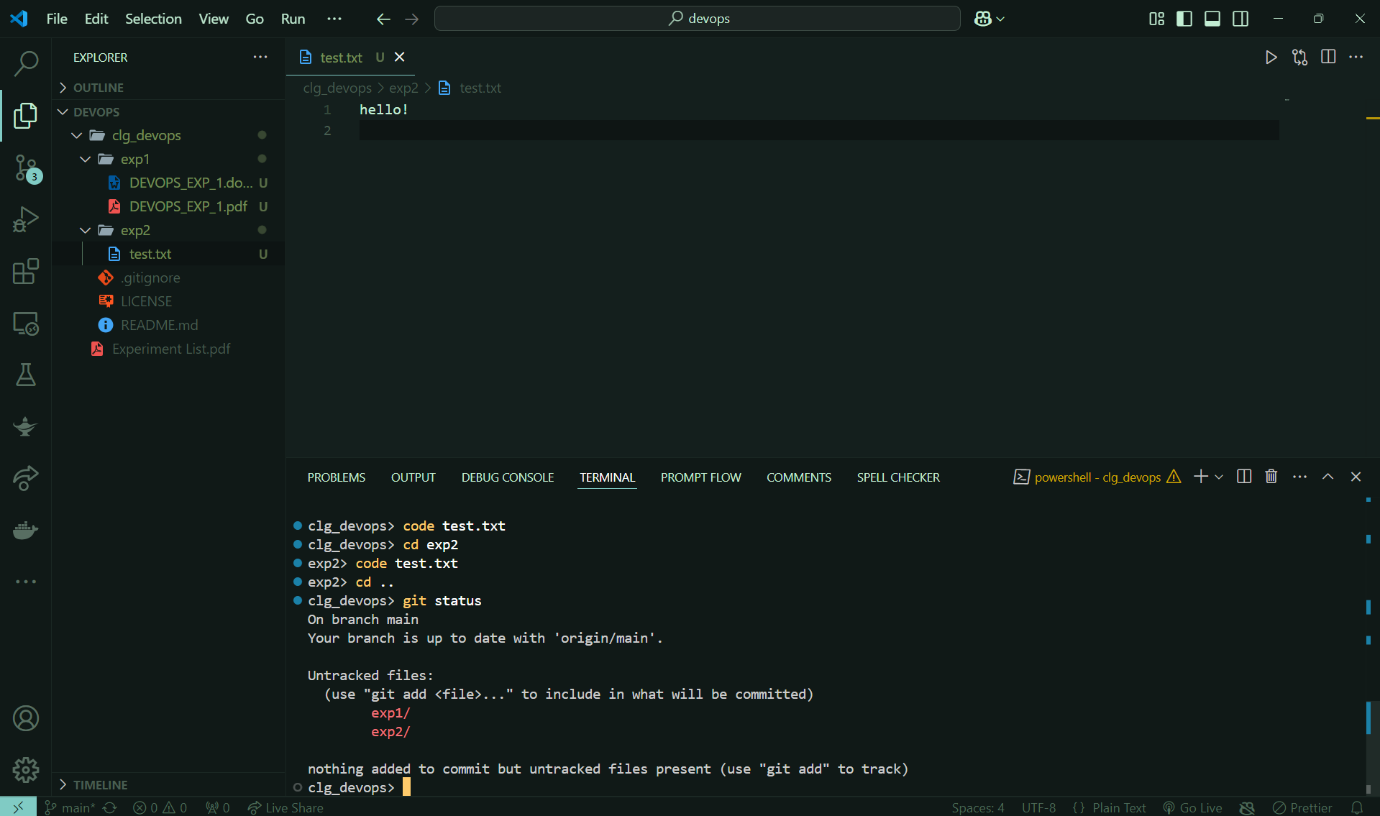 File Edit Selection View Go Run ··· devops
EXPLORER ···
OUTLINE
DEVOPS
clg_devops
exp1
DEVOPS_EXP_1.do... U
DEVOPS_EXP_1.pdf U
exp2
test.txt U
.gitignore
LICENSE
README.md
Experiment List.pdf
TIMELINE
3
test.txt U
clg_devops > exp2 > test.txt
1 hello!
2
PROBLEMS OUTPUT DEBUG CONSOLE TERMINAL PROMPT FLOW COMMENTS SPELL CHECKER powershell - clg_devops
clg_devops> code test.txt
clg_devops> cd exp2
exp2> code test.txt
exp2> cd ..
clg_devops> git status
On branch main
Your branch is up to date with 'origin/main'.
Untracked files:
(use "git add <file>..." to include in what will be committed)
exp1/
exp2/
nothing added to commit but untracked files present (use "git add" to track)
clg_devops>
main* 0 0 0 Live Share Spaces: 4 UTF-8 {} Plain Text Go Live Prettier